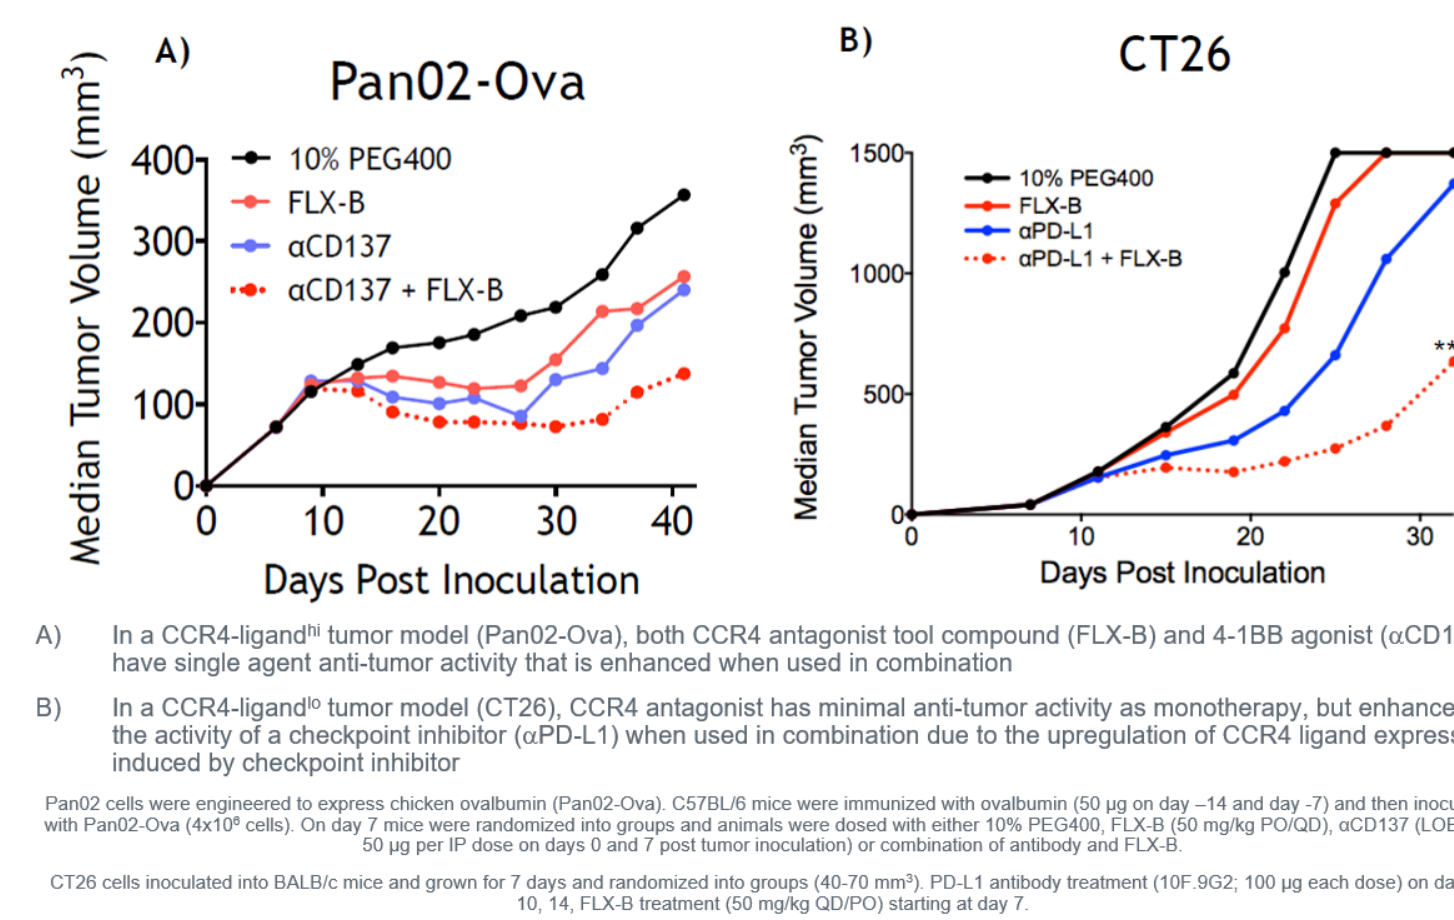 A)
Pan02-Ova
Median Tumor Volume (mm³)
400
300
200
100
0
10% PEG400
FLX-B
αCD137
αCD137 + FLX-B
0 10 20 30 40
Days Post Inoculation
B)
CT26
Median Tumor Volume (mm³)
1500
1000
500
0
10% PEG400
FLX-B
αPD-L1
αPD-L1 + FLX-B
**
0 10 20 30
Days Post Inoculation
A) In a CCR4-ligandʰⁱ tumor model (Pan02-Ova), both CCR4 antagonist tool compound (FLX-B) and 4-1BB agonist (αCD1
have single agent anti-tumor activity that is enhanced when used in combination
B) In a CCR4-ligandˡᵒ tumor model (CT26), CCR4 antagonist has minimal anti-tumor activity as monotherapy, but enhance
the activity of a checkpoint inhibitor (αPD-L1) when used in combination due to the upregulation of CCR4 ligand express
induced by checkpoint inhibitor
Pan02 cells were engineered to express chicken ovalbumin (Pan02-Ova). C57BL/6 mice were immunized with ovalbumin (50 µg on day –14 and day -7) and then inocu
with Pan02-Ova (4x10⁶ cells). On day 7 mice were randomized into groups and animals were dosed with either 10% PEG400, FLX-B (50 mg/kg PO/QD), αCD137 (LOB
50 µg per IP dose on days 0 and 7 post tumor inoculation) or combination of antibody and FLX-B.
CT26 cells inoculated into BALB/c mice and grown for 7 days and randomized into groups (40-70 mm³). PD-L1 antibody treatment (10F.9G2; 100 µg each dose) on da
10, 14, FLX-B treatment (50 mg/kg QD/PO) starting at day 7.